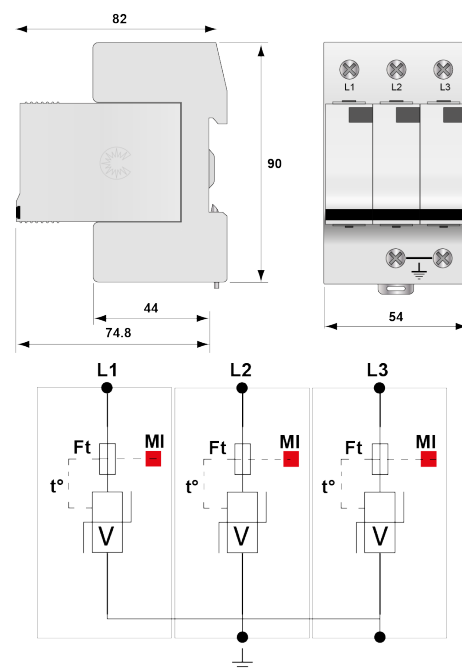 82
L1 L2 L3
90
44
74.8
54
L1 L2 L3
Ft MI Ft MI Ft MI
t° t° t°
V V V